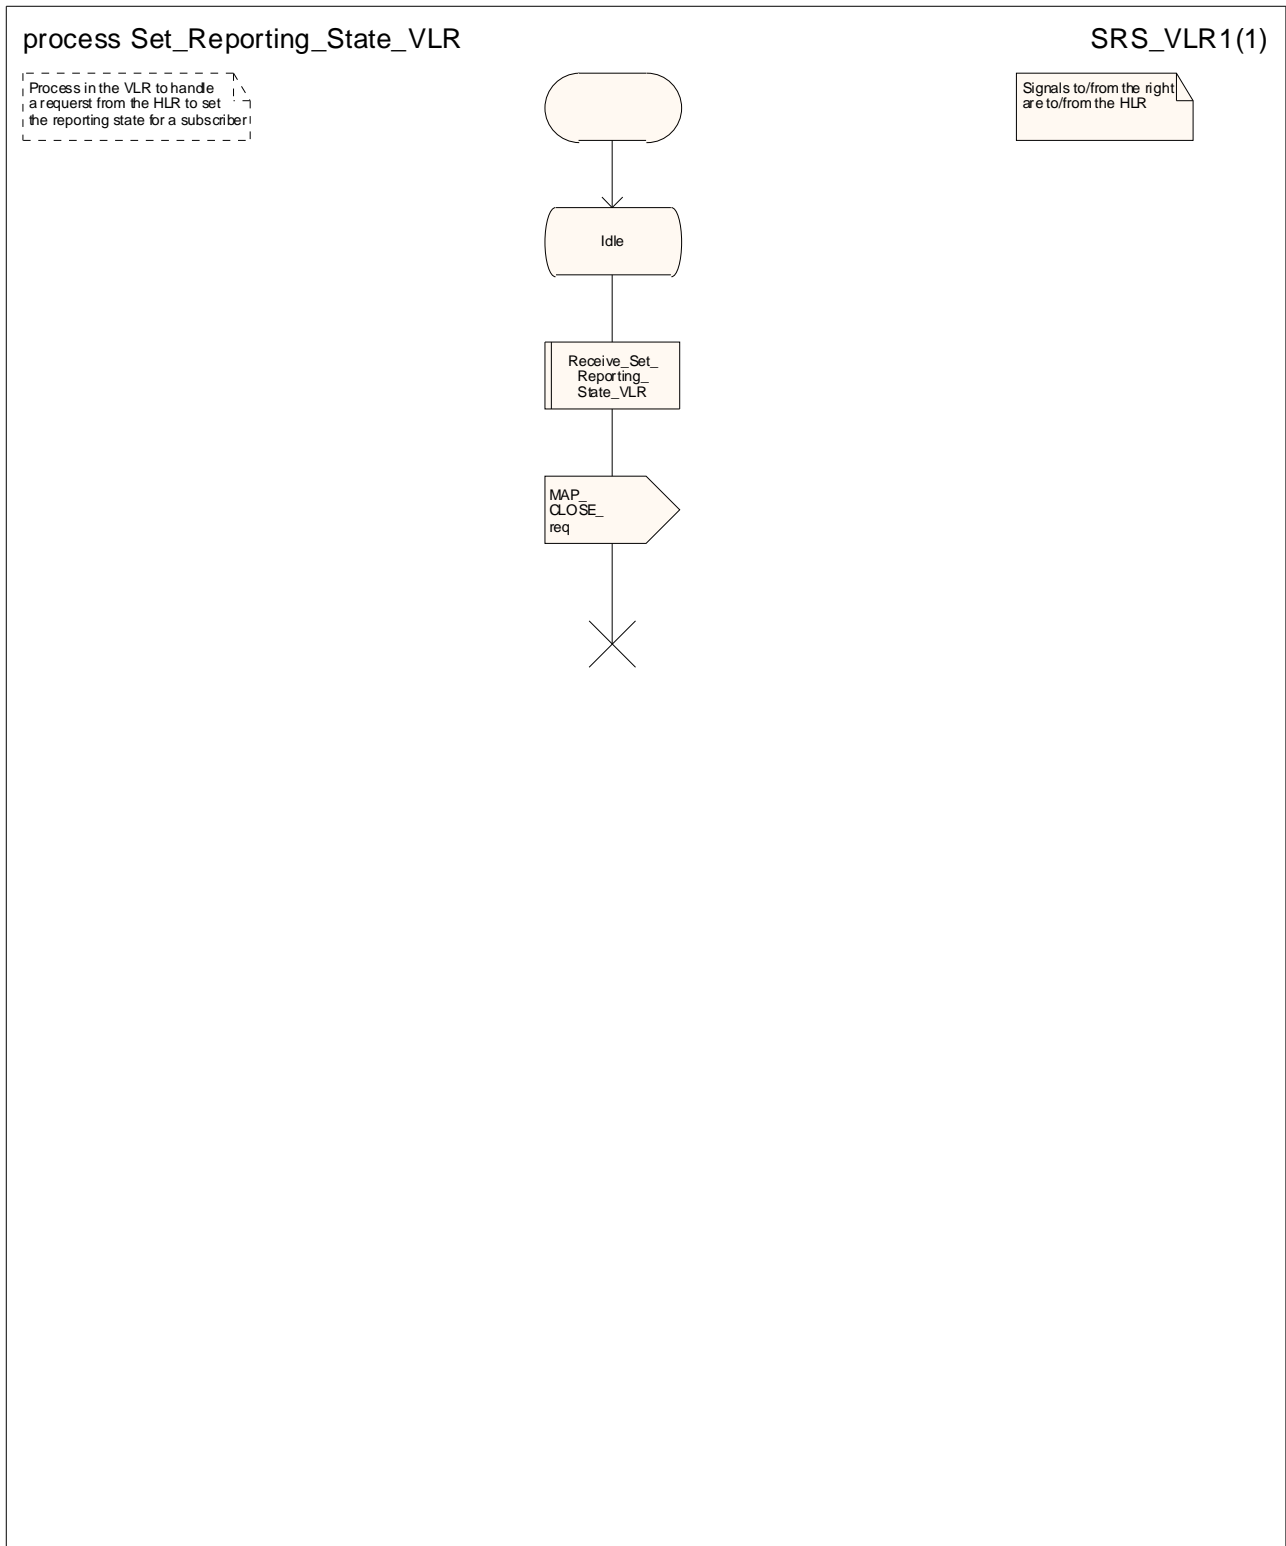 process Set_Reporting_State_VLR
SRS_VLR1(1)
Process in the VLR to handle
a requerst from the HLR to set
the reporting state for a subscriber
Signals to/from the right
are to/from the HLR
Idle
Receive_Set_
Reporting_
State_VLR
MAP_
CLOSE_
req